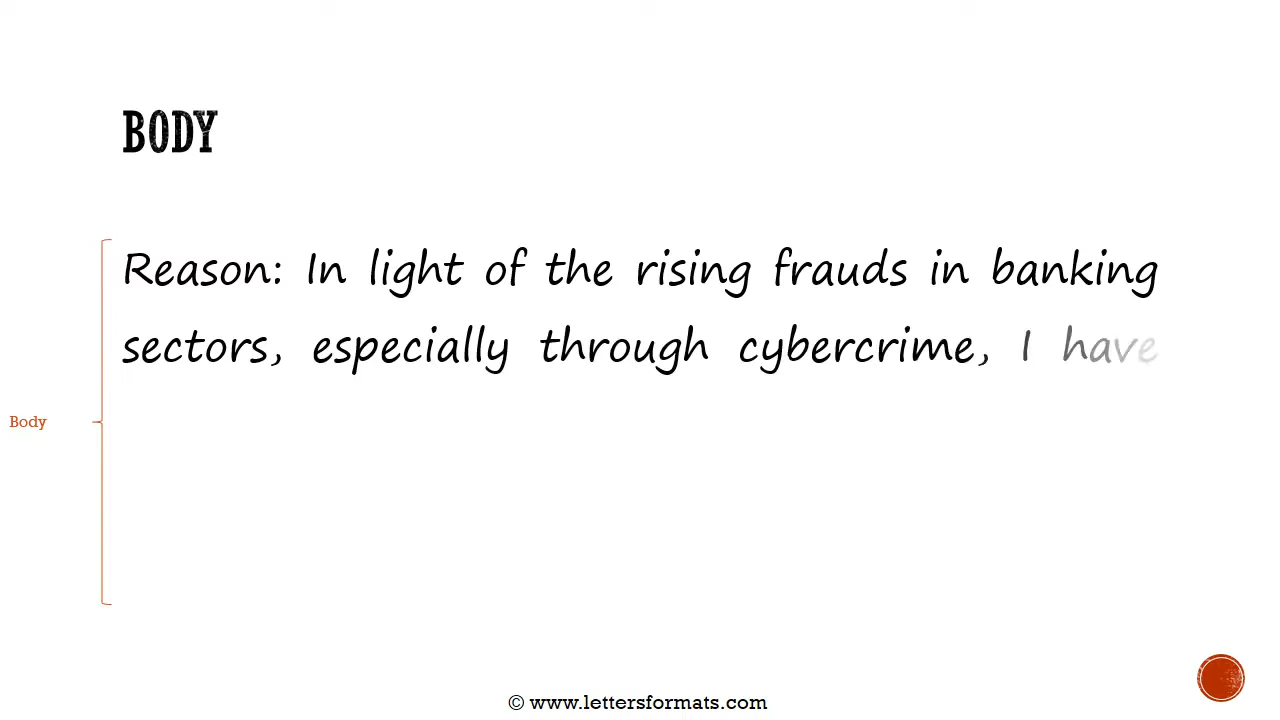 BODY
Reason: In light of the rising frauds in banking
sectors, especially through cybercrime, I have
Body
© www.lettersformats.com